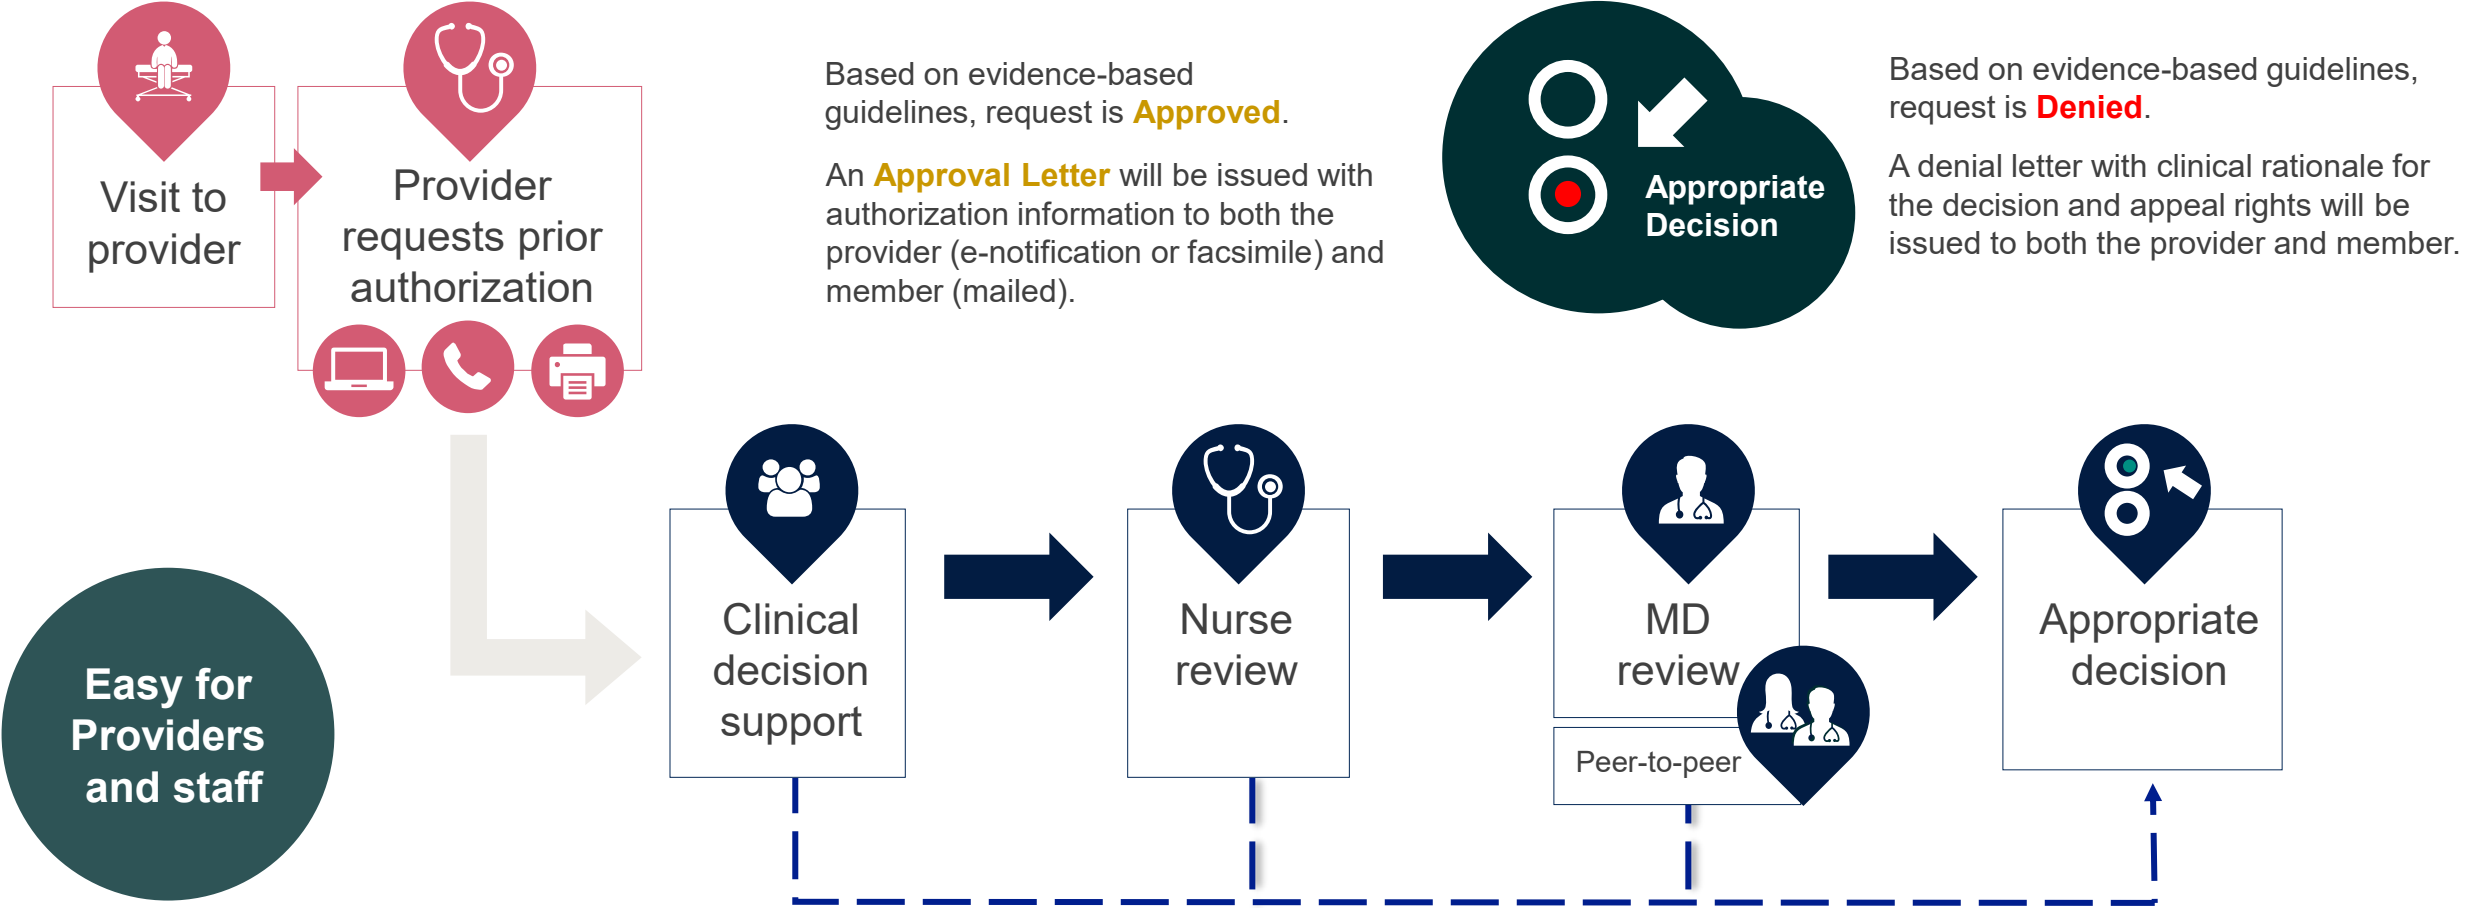 Visit to
provider
Provider
requests prior
authorization
Based on evidence-based
guidelines, request is Approved.
An Approval Letter will be issued with
authorization information to both the
provider (e-notification or facsimile) and
member (mailed).
Appropriate
Decision
Based on evidence-based guidelines,
request is Denied.
A denial letter with clinical rationale for
the decision and appeal rights will be
issued to both the provider and member.
Easy for
Providers
and staff
Clinical
decision
support
Nurse
review
MD
review
Peer-to-peer
Appropriate
decision